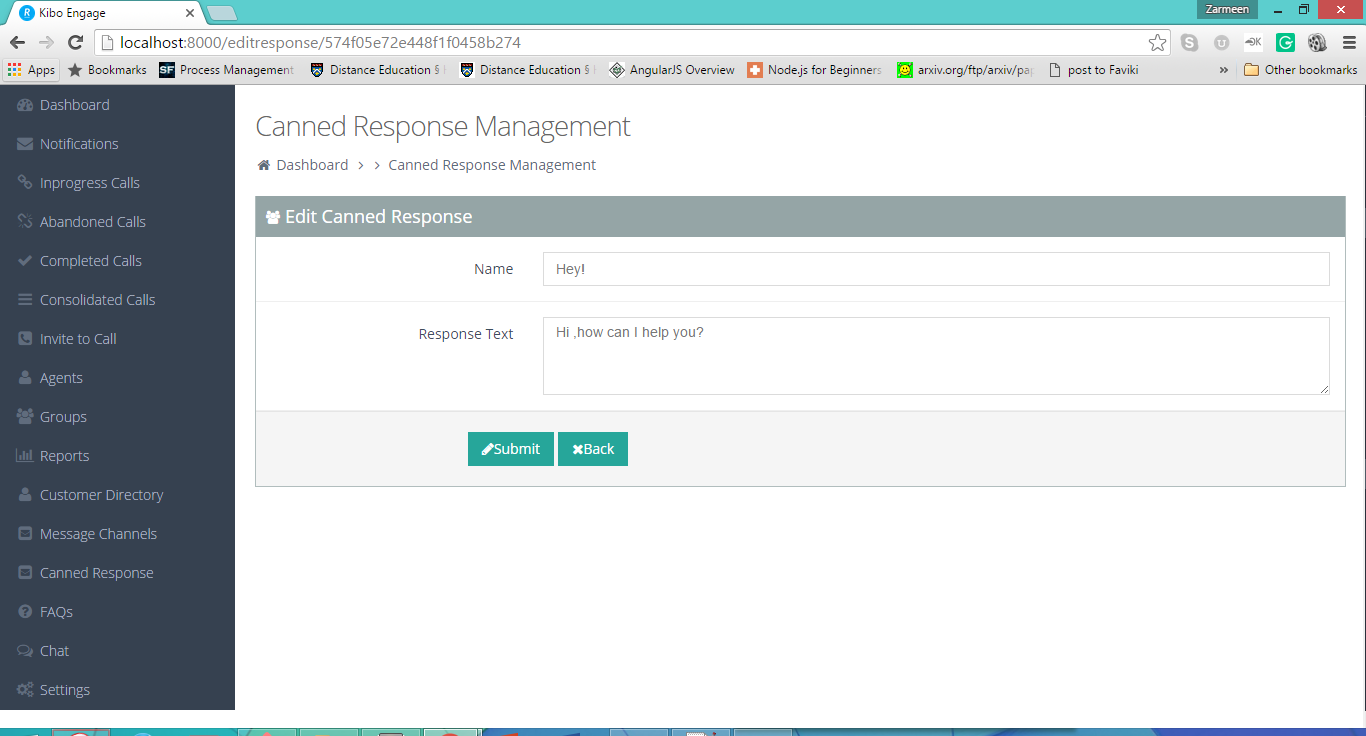 Kibo Engage
Zarmeen
localhost:8000/editresponse/574f05e72e448f1f0458b274
Apps Bookmarks SF Process Management Distance Education § Distance Education § AngularJS Overview Node.js for Beginners arxiv.org/ftp/arxiv/pap post to Faviki » Other bookmarks
Dashboard
Notifications
Inprogress Calls
Abandoned Calls
Completed Calls
Consolidated Calls
Invite to Call
Agents
Groups
Reports
Customer Directory
Message Channels
Canned Response
FAQs
Chat
Settings
Canned Response Management
Dashboard > > Canned Response Management
Edit Canned Response
Name Hey!
Response Text Hi ,how can I help you?
Submit Back